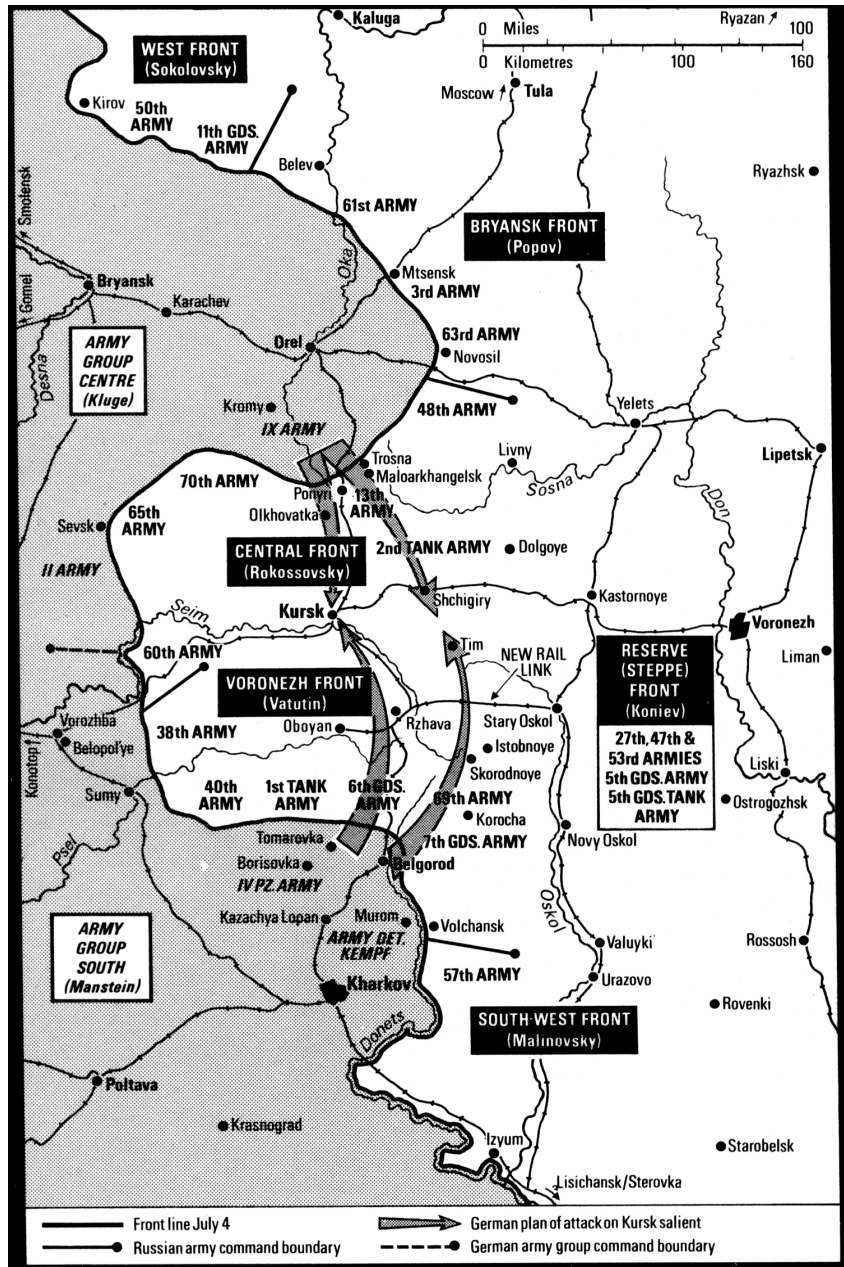 Kaluga
Ryazan
0 Miles 100
0 Kilometres 100 160
WEST FRONT
(Sokolovsky)
Moscow
Tula
Kirov
50th
ARMY
11th GDS.
ARMY
Belev
Ryazhsk
61st ARMY
Smolensk
BRYANSK FRONT
(Popov)
Oka
Mtsensk
3rd ARMY
Gomel
Bryansk
Karachev
63rd ARMY
Novosil
Orel
ARMY
GROUP
CENTRE
(Kluge)
Desna
Kromy
48th ARMY
IX ARMY
Yelets
Lipetsk
Trosna
Maloarkhangelsk
Livny
Sosna
Don
70th ARMY
Ponyri
13th
ARMY
65th
ARMY
Sevsk
Olkhovatka
2nd TANK ARMY
Dolgoye
CENTRAL FRONT
(Rokossovsky)
II ARMY
Shchigiry
Kastornoye
Seim
Kursk
Voronezh
60th ARMY
Tim
Liman
NEW RAIL
LINK
RESERVE
(STEPPE)
FRONT
(Koniev)
27th, 47th &
53rd ARMIES
5th GDS. ARMY
5th GDS. TANK
ARMY
VORONEZH FRONT
(Vatutin)
Vorozhba
Belopol'ye
Konotop
38th ARMY
Oboyan
Rzhava
Stary Oskol
Istobnoye
Skorodnoye
Liski
Sumy
40th
ARMY
1st TANK
ARMY
6th GDS.
ARMY
69th ARMY
Korocha
Ostrogozhsk
7th GDS. ARMY
Novy Oskol
Psel
Tomarovka
Borisovka
Belgorod
IV PZ. ARMY
Oskol
Kazachya Lopan
Murom
Volchansk
ARMY DET.
KEMPF
Valuyki
Rossosh
ARMY
GROUP
SOUTH
(Manstein)
57th ARMY
Urazovo
Kharkov
Rovenki
Donets
SOUTH-WEST FRONT
(Malinovsky)
Poltava
Krasnograd
Izyum
Starobelsk
Lisichansk/Sterovka
Front line July 4
German plan of attack on Kursk salient
Russian army command boundary
German army group command boundary